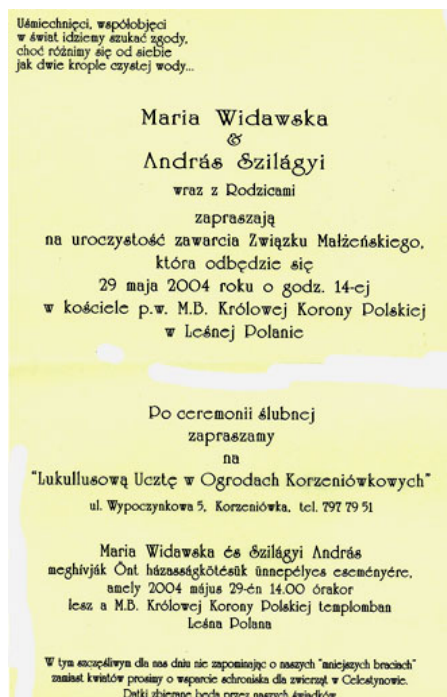 Uśmiechnięci, współobjęci
w świat idziemy szukać zgody,
choć różnimy się od siebie
jak dwie krople czystej wody...
Maria Widawska
&
András Szilágyi
wraz z Rodzicami
zapraszają
na uroczystość zawarcia Związku Małżeńskiego,
która odbędzie się
29 maja 2004 roku o godz. 14-ej
w kościele p.w. M.B. Królowej Korony Polskiej
w Leśnej Polanie
Po ceremonii ślubnej
zapraszamy
na
"Lukullusową Ucztę w Ogrodach Korzeniówkowych"
ul. Wypoczynkowa 5, Korzeniówka, tel. 797 79 51
Maria Widawska és Szilágyi András
meghívják Önt házasságkötésük ünnepélyes eseményére,
amely 2004 május 29-én 14.00 órakor
lesz a M.B. Królowej Korony Polskiej templomban
Leśna Polana
W tym szczęśliwym dla nas dniu nie zapominając o naszych "mniejszych braciach"
zamiast kwiatów prosimy o wsparcie schroniska dla zwierząt w Celestynowie.
Datki zbierane będą przez naszych świadków